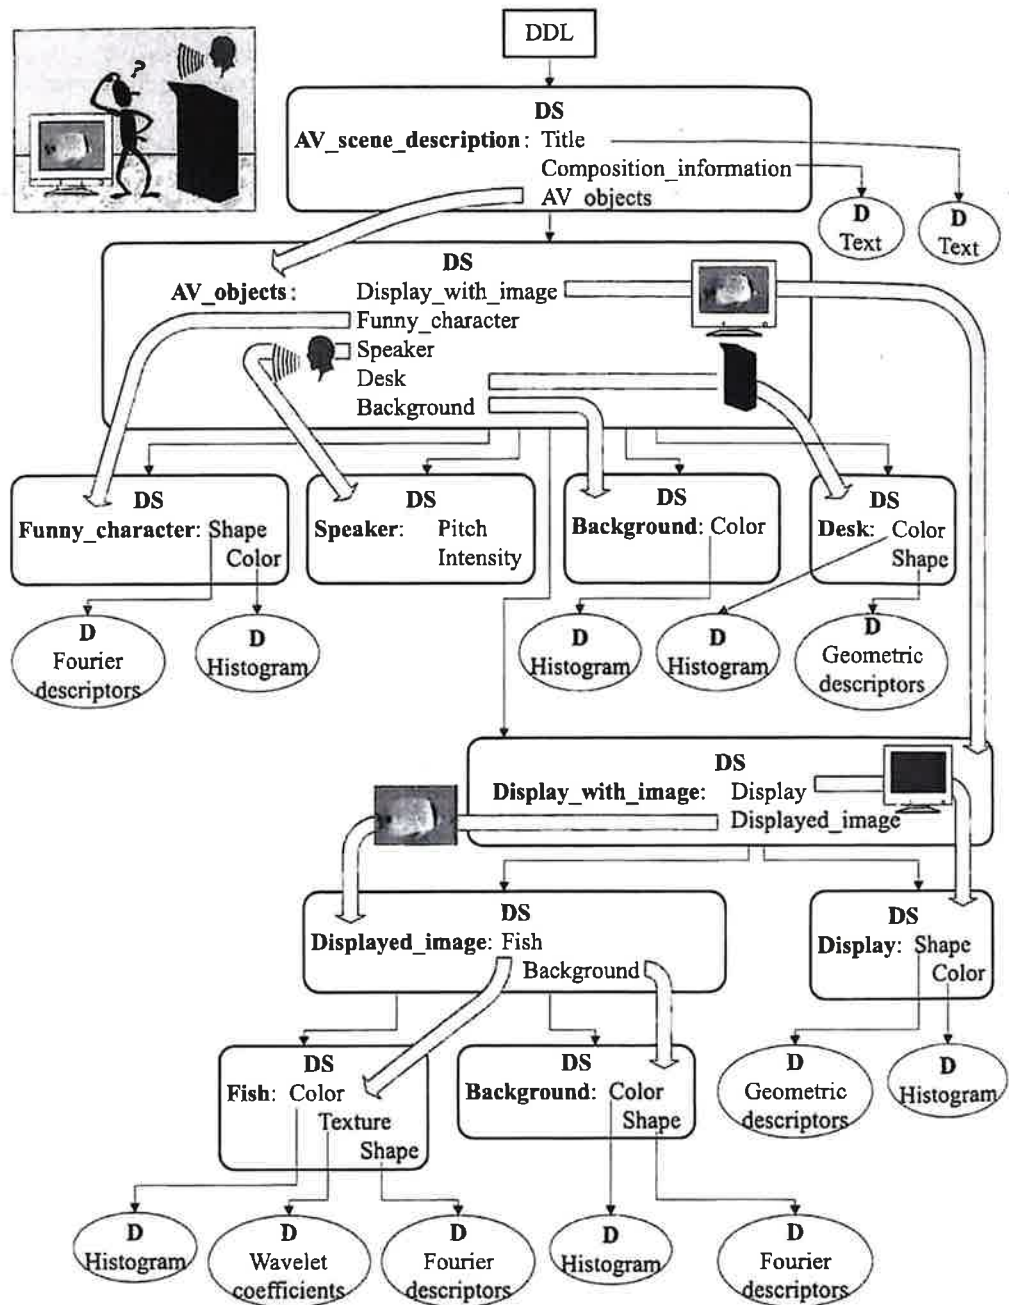 DDL
?
DS
AV_scene_description: Title
Composition_information
AV_objects
D
Text
D
Text
DS
AV_objects: Display_with_image
Funny_character
Speaker
Desk
Background
DS
Funny_character: Shape
Color
DS
Speaker: Pitch
Intensity
DS
Background: Color
DS
Desk: Color
Shape
D
Fourier
descriptors
D
Histogram
D
Histogram
D
Histogram
D
Geometric
descriptors
DS
Display_with_image: Display
Displayed_image
DS
Displayed_image: Fish
Background
DS
Display: Shape
Color
DS
Fish: Color
Texture
Shape
DS
Background: Color
Shape
D
Geometric
descriptors
D
Histogram
D
Histogram
D
Wavelet
coefficients
D
Fourier
descriptors
D
Histogram
D
Fourier
descriptors